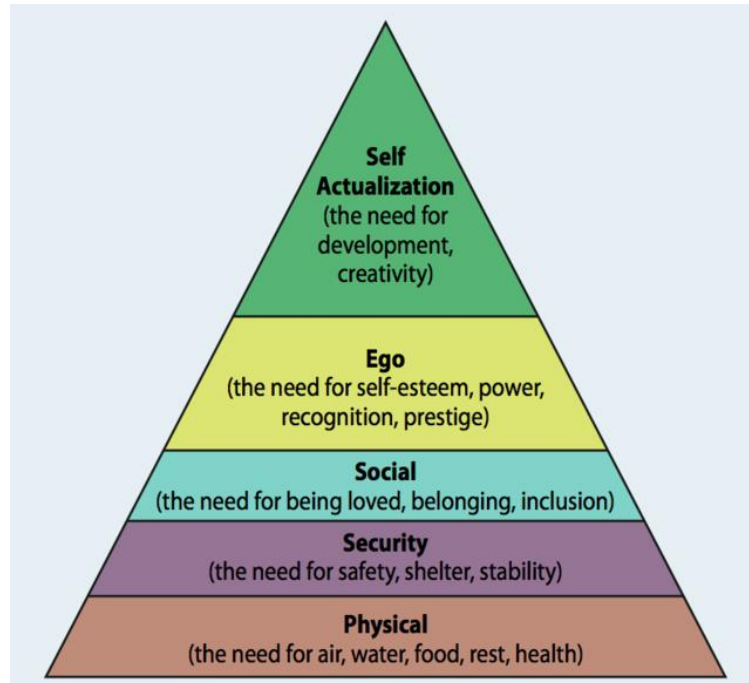 Self
Actualization
(the need for
development,
creativity)
Ego
(the need for self-esteem, power,
recognition, prestige)
Social
(the need for being loved, belonging, inclusion)
Security
(the need for safety, shelter, stability)
Physical
(the need for air, water, food, rest, health)